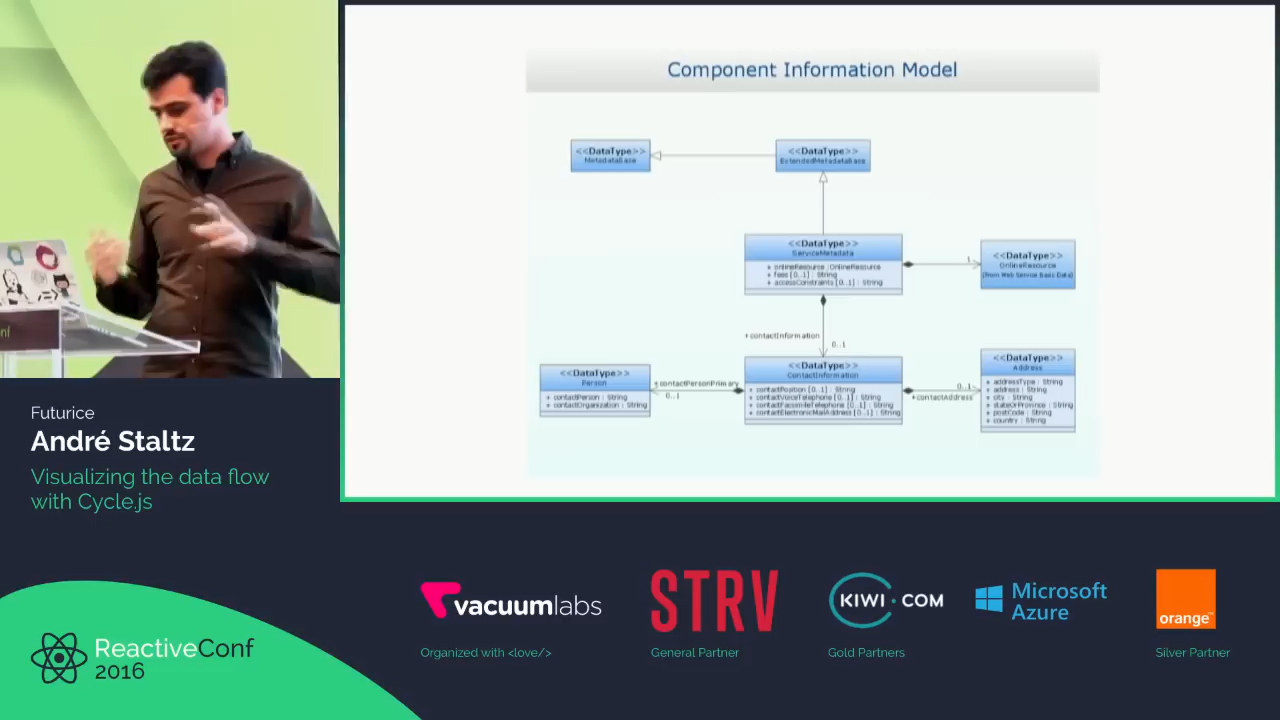 Component Information Model
<<DataType>>
MetadataBase
<<DataType>>
ExtendedMetadataBase
<<DataType>>
ServiceMetadata
+ onlineResource : OnlineResource
+ fees [0..1] : String
+ accessConstraints [0..1] : String
1
<<DataType>>
OnlineResource
(from Web Service Basic Data)
+contactInformation
0..1
<<DataType>>
Person
+ contactPerson : String
+ contactOrganization : String
+contactPersonPrimary
0..1
<<DataType>>
ContactInformation
+ contactPosition [0..1] : String
+ contactVoiceTelephone [0..1] : String
+ contactFacsimileTelephone [0..1] : String
+ contactElectronicMailAddress [0..1] : String
0..1
+contactAddress
<<DataType>>
Address
+ addressType : String
+ address : String
+ city : String
+ stateOrProvince : String
+ postCode : String
+ country : String
Futurice
André Staltz
Visualizing the data flow
with Cycle.js
ReactiveConf
2016
vacuumlabs
Organized with <love/>
STRV
General Partner
KIWI.COM
Gold Partners
Microsoft
Azure
orange™
Silver Partner